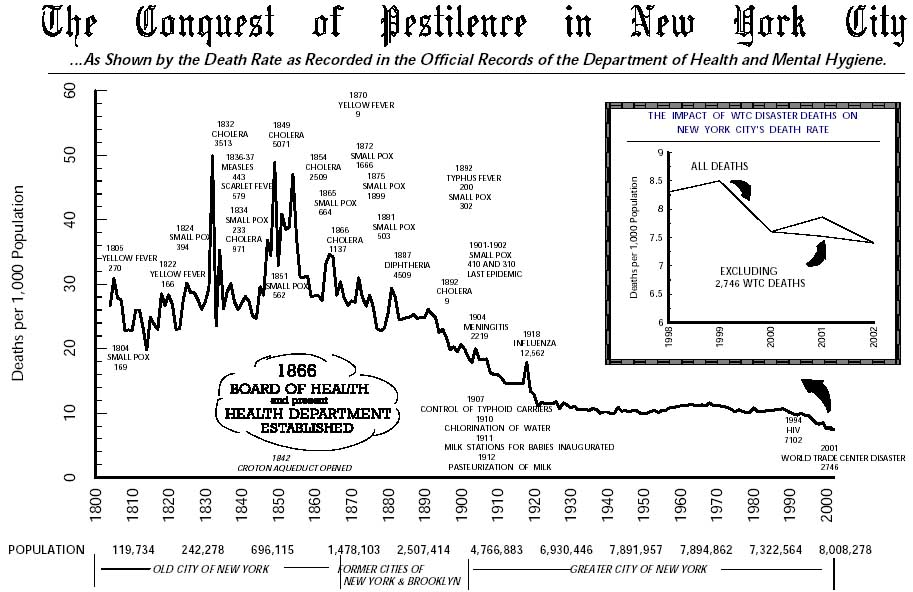 The Conquest of Pestilence in New York City
...As Shown by the Death Rate as Recorded in the Official Records of the Department of Health and Mental Hygiene.
Deaths per 1,000 Population
60
50
40
30
20
10
0
1804
SMALL POX
169
1805
YELLOW FEVER
270
1822
YELLOW FEVER
166
1824
SMALL POX
394
1832
CHOLERA
3513
1836-37
MEASLES
443
SCARLET FEVE
579
1834
SMALL POX
233
CHOLERA
971
1849
CHOLERA
5071
1851
SMALL POX
562
1854
CHOLERA
2509
1865
SMALL POX
664
1866
CHOLERA
1137
1870
YELLOW FEVER
9
1872
SMALL POX
1666
1875
SMALL POX
1899
1881
SMALL POX
503
1887
DIPHTHERIA
4509
1892
TYPHUS FEVER
200
SMALL POX
302
1892
CHOLERA
9
1901-1902
SMALL POX
410 AND 310
LAST EPIDEMIC
1904
MENINGITIS
2219
1918
INFLUENZA
12,562
1907
CONTROL OF TYPHOID CARRIERS
1910
CHLORINATION OF WATER
1911
MILK STATIONS FOR BABIES INAUGURATED
1912
PASTEURIZATION OF MILK
1866
BOARD OF HEALTH
and present
HEALTH DEPARTMENT
ESTABLISHED
1842
CROTON AQUEDUCT OPENED
1994
HIV
7102
2001
WORLD TRADE CENTER DISASTER
2746
THE IMPACT OF WTC DISASTER DEATHS ON
NEW YORK CITY'S DEATH RATE
Deaths per 1,000 Population
9
8.5
8
7.5
7
6.5
6
ALL DEATHS
EXCLUDING
2,746 WTC DEATHS
1998 1999 2000 2001 2002
1800 1810 1820 1830 1840 1850 1860 1870 1880 1890 1900 1910 1920 1930 1940 1950 1960 1970 1980 1990 2000
POPULATION 119,734 242,278 696,115 1,478,103 2,507,414 4,766,883 6,930,446 7,891,957 7,894,862 7,322,564 8,008,278
OLD CITY OF NEW YORK
FORMER CITIES OF
NEW YORK & BROOKLYN
GREATER CITY OF NEW YORK